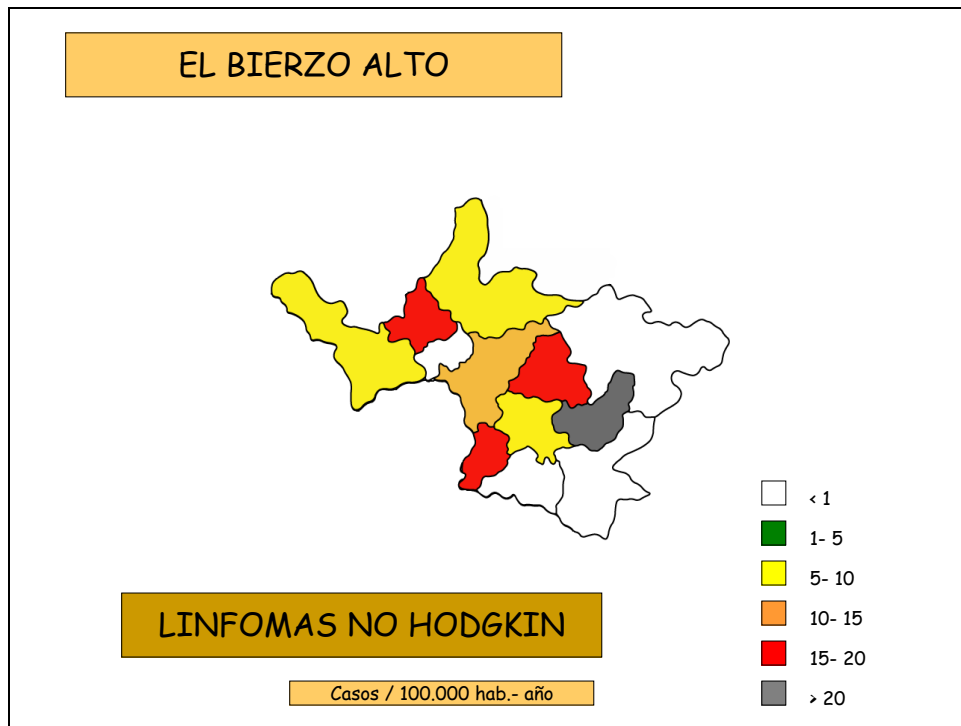 EL BIERZO ALTO
< 1
1- 5
5- 10
10- 15
15- 20
> 20
LINFOMAS NO HODGKIN
Casos / 100.000 hab.- año